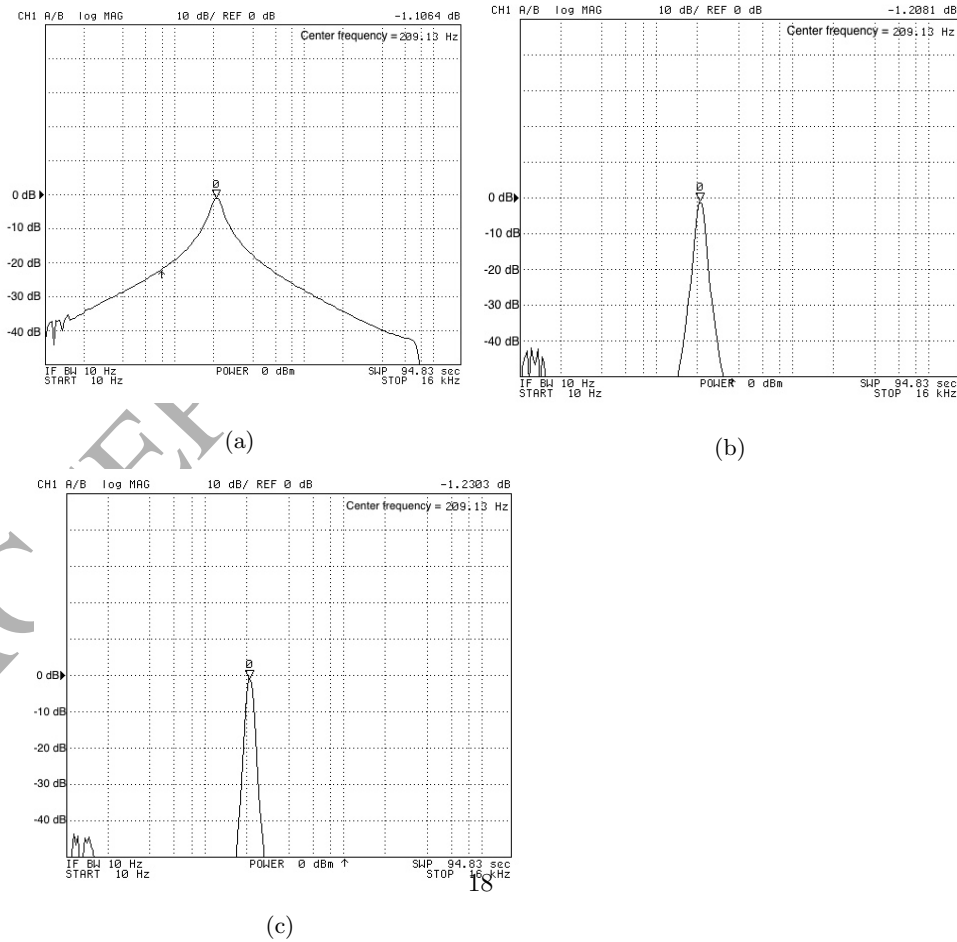 CH1 A/B log MAG 10 dB/ REF 0 dB -1.1064 dB
Center frequency = 209.13 Hz
0
0 dB
-10 dB
-20 dB
-30 dB
-40 dB
IF BW 10 Hz POWER 0 dBm SWP 94.83 sec
START 10 Hz STOP 16 kHz
(a)
CH1 A/B log MAG 10 dB/ REF 0 dB -1.2081 dB
Center frequency = 209.13 Hz
0
0 dB
-10 dB
-20 dB
-30 dB
-40 dB
IF BW 10 Hz POWER 0 dBm SWP 94.83 sec
START 10 Hz STOP 16 kHz
(b)
CH1 A/B log MAG 10 dB/ REF 0 dB -1.2303 dB
Center frequency = 209.13 Hz
0
0 dB
-10 dB
-20 dB
-30 dB
-40 dB
IF BW 10 Hz POWER 0 dBm SWP 94.83 sec
START 10 Hz STOP 16 kHz
18
(c)